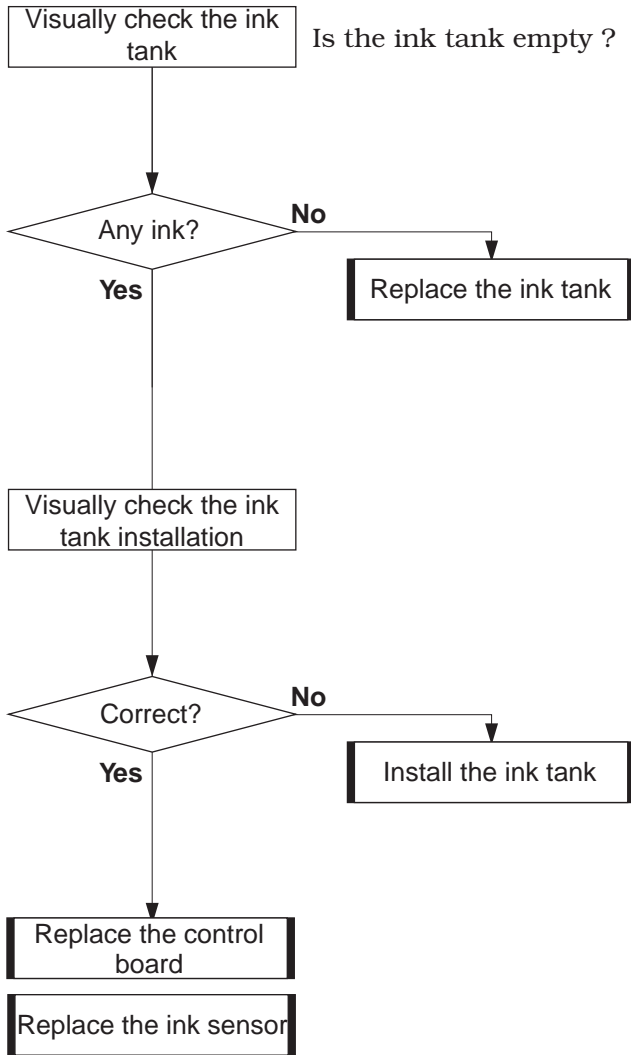 Visually check the ink
tank
Is the ink tank empty ?
Any ink?
No
Replace the ink tank
Yes
Visually check the ink
tank installation
Correct?
No
Install the ink tank
Yes
Replace the control
board
Replace the ink sensor